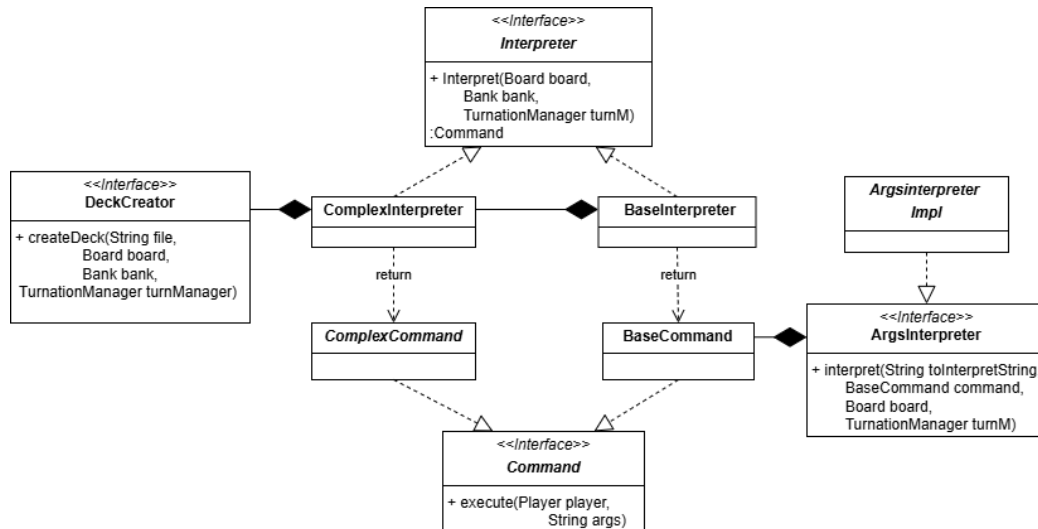 <<Interface>>
Interpreter
+ Interpret(Board board,
Bank bank,
TurnationManager turnM)
:Command
<<Interface>>
DeckCreator
+ createDeck(String file,
Board board,
Bank bank,
TurnationManager turnManager)
ComplexInterpreter
BaseInterpreter
Argsinterpreter
Impl
return
return
ComplexCommand
BaseCommand
<<Interface>>
ArgsInterpreter
+ interpret(String toInterpretString
BaseCommand command,
Board board,
TurnationManager turnM)
<<Interface>>
Command
+ execute(Player player,
String args)